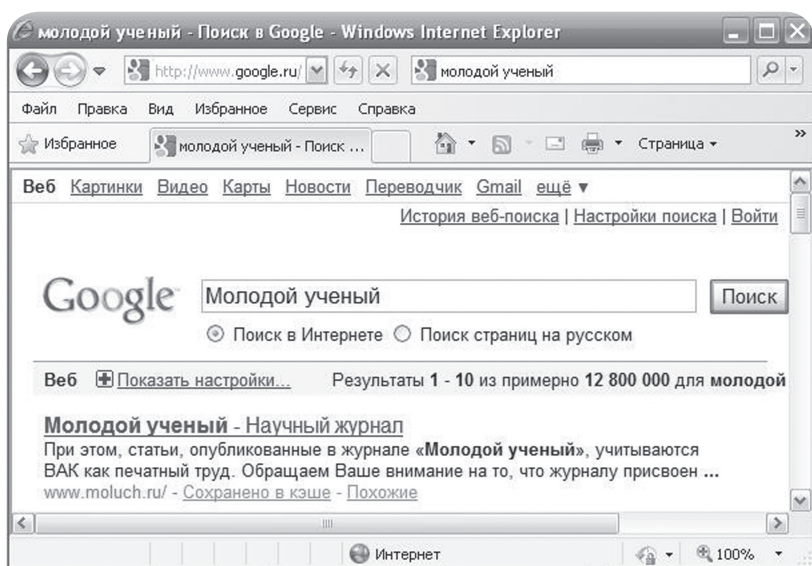 молодой ученый - Поиск в Google - Windows Internet Explorer
http://www.google.ru/ молодой ученый
Файл Правка Вид Избранное Сервис Справка
Избранное молодой ученый - Поиск ... Страница »
Веб Картинки Видео Карты Новости Переводчик Gmail ещё ▼
История веб-поиска | Настройки поиска | Войти
Google Молодой ученый Поиск
Поиск в Интернете Поиск страниц на русском
Веб Показать настройки... Результаты 1 - 10 из примерно 12 800 000 для молодой
Молодой ученый - Научный журнал
При этом, статьи, опубликованные в журнале «Молодой ученый», учитываются
ВАК как печатный труд. Обращаем Ваше внимание на то, что журналу присвоен ...
www.moluch.ru/ - Сохранено в кэше - Похожие
Интернет 100%